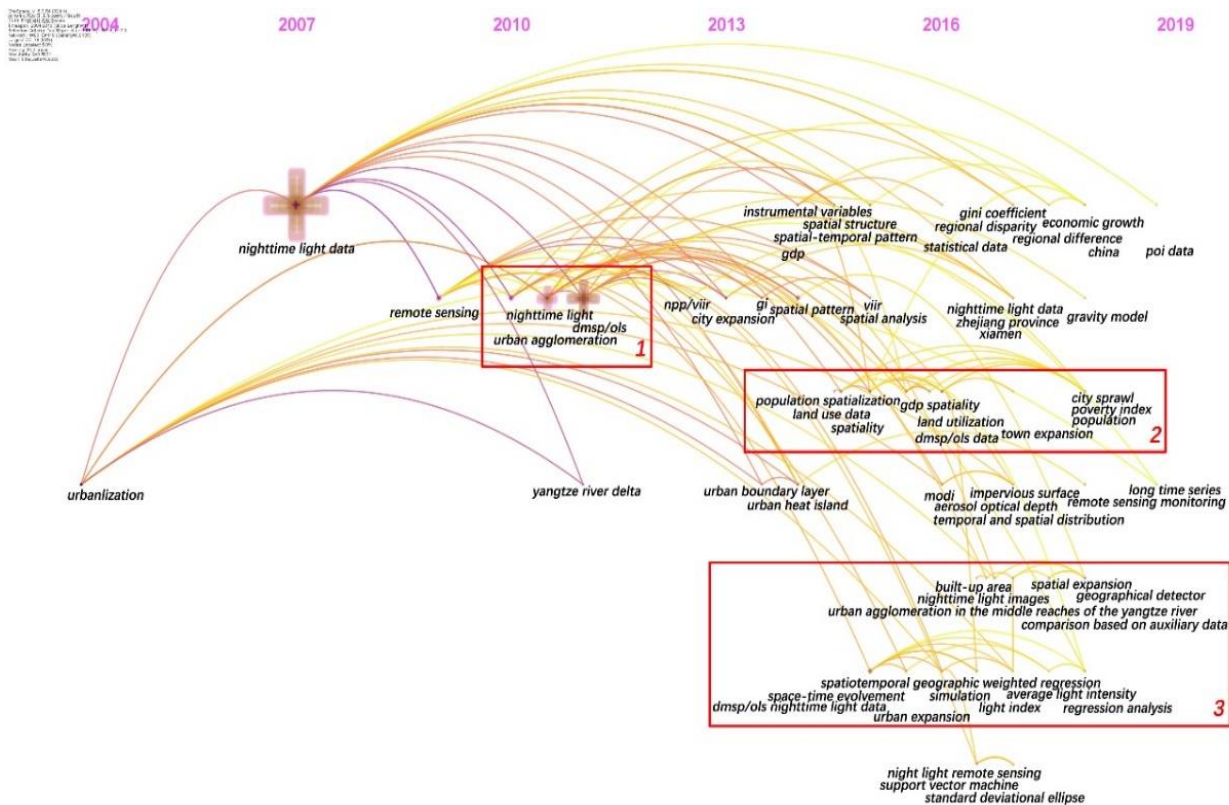 2004 2007 2010 2013 2016 2019
nighttime light data
instrumental variables
spatial structure
spatial-temporal pattern
gdp
gini coefficient
regional disparity
economic growth
regional difference
statistical data
china
poi data
remote sensing
nighttime light
dmsp/ols
urban agglomeration
1
npp/viir
city expansion
gi
spatial pattern
viir
spatial analysis
nighttime light data
zhejiang province
xiamen
gravity model
population spatialization
land use data
spatiality
gdp spatiality
land utilization
dmsp/ols data
town expansion
city sprawl
poverty index
population
2
urbanlization
yangtze river delta
urban boundary layer
urban heat island
modi
impervious surface
aerosol optical depth
temporal and spatial distribution
long time series
remote sensing monitoring
built-up area
nighttime light images
spatial expansion
geographical detector
urban agglomeration in the middle reaches of the yangtze river
comparison based on auxiliary data
spatiotemporal geographic weighted regression
space-time evolvement
simulation
average light intensity
dmsp/ols nighttime light data
urban expansion
light index
regression analysis
3
night light remote sensing
support vector machine
standard deviational ellipse